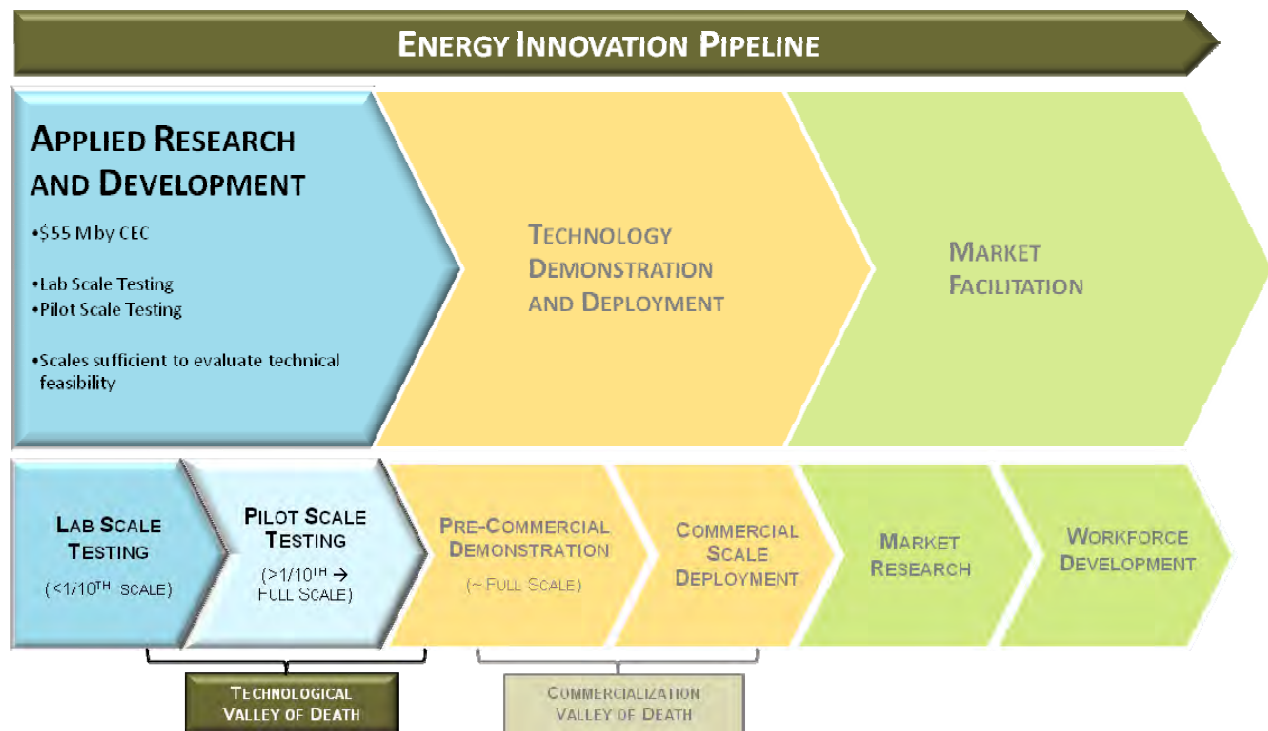 ENERGY INNOVATION PIPELINE
APPLIED RESEARCH
AND DEVELOPMENT
•$55 M by CEC
•Lab Scale Testing
•Pilot Scale Testing
•Scales sufficient to evaluate technical
feasibility
TECHNOLOGY
DEMONSTRATION
AND DEPLOYMENT
MARKET
FACILITATION
LAB SCALE
TESTING
(<1/10TH SCALE)
PILOT SCALE
TESTING
(>1/10TH →
FULL SCALE)
PRE-COMMERCIAL
DEMONSTRATION
(~ FULL SCALE)
COMMERCIAL
SCALE
DEPLOYMENT
MARKET
RESEARCH
WORKFORCE
DEVELOPMENT
TECHNOLOGICAL
VALLEY OF DEATH
COMMERCIALIZATION
VALLEY OF DEATH